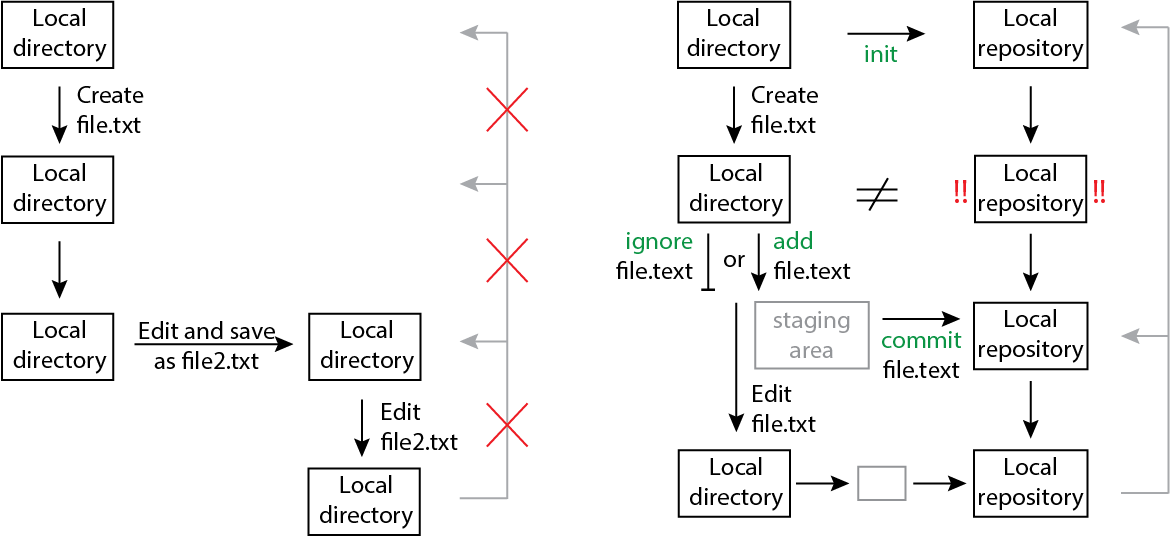 Local
directory
Create
file.txt
Local
directory
Local
directory
Edit and save
as file2.txt
Local
directory
Edit
file2.txt
Local
directory
Local
directory
init
Local
repository
Create
file.txt
Local
directory
!!
Local
repository
!!
ignore
file.text
or
add
file.text
staging
area
commit
file.text
Local
repository
Edit
file.txt
Local
directory
Local
repository